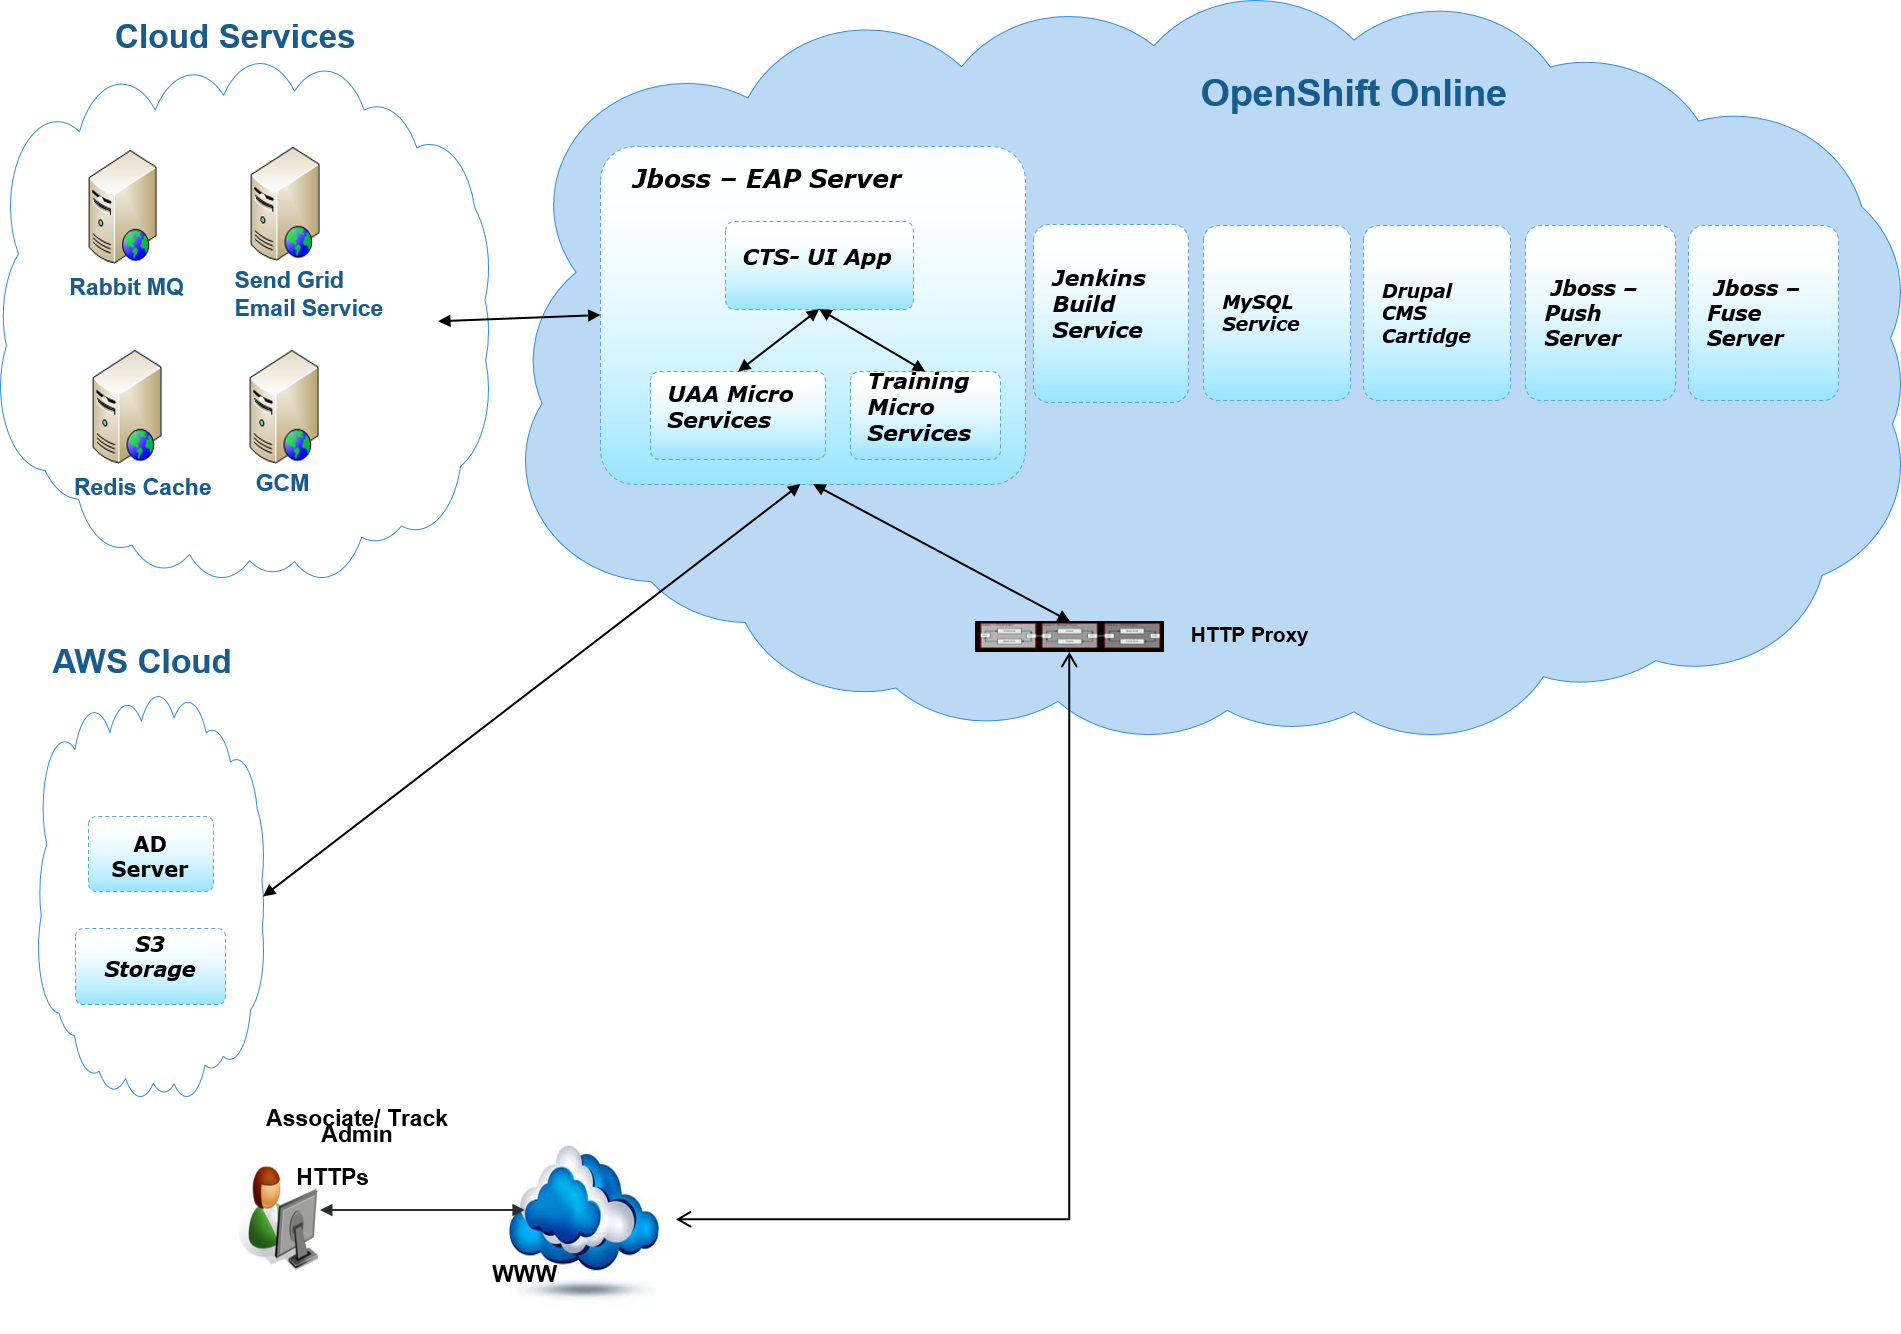 Cloud Services
Rabbit MQ
Send Grid
Email Service
Redis Cache
GCM
OpenShift Online
Jboss – EAP Server
CTS- UI App
UAA Micro
Services
Training
Micro
Services
Jenkins
Build
Service
MySQL
Service
Drupal
CMS
Cartidge
Jboss –
Push
Server
Jboss –
Fuse
Server
HTTP Proxy
AWS Cloud
AD
Server
S3
Storage
Associate/ Track
Admin
HTTPs
WWW